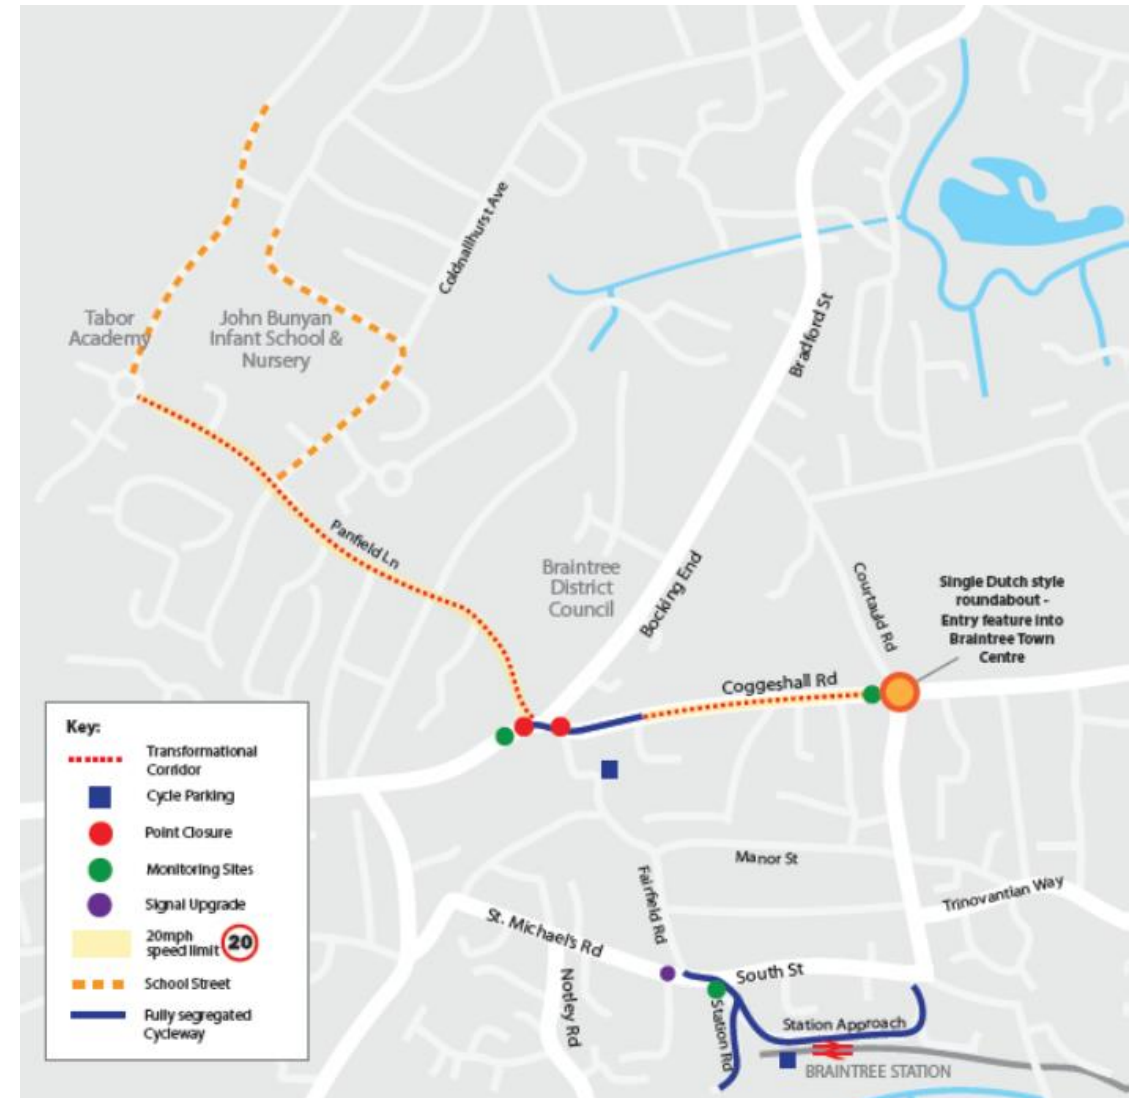 Coldnallhurst Ave
Tabor
Academy
John Bunyan
Infant School &
Nursery
Bradford St
Panfield Ln
Braintree
District
Council
Bocking End
Courtauld Rd
Single Dutch style
roundabout -
Entry feature into
Braintree Town
Centre
Coggeshall Rd
Key:
Transformational
Corridor
Cycle Parking
Point Closure
Monitoring Sites
Signal Upgrade
20mph
speed limit
20
School Street
Fully segregated
Cycleway
Manor St
Fairfield Rd
Trinovantian Way
St. Michael's Rd
South St
Notley Rd
Station Rd
Station Approach
BRAINTREE STATION